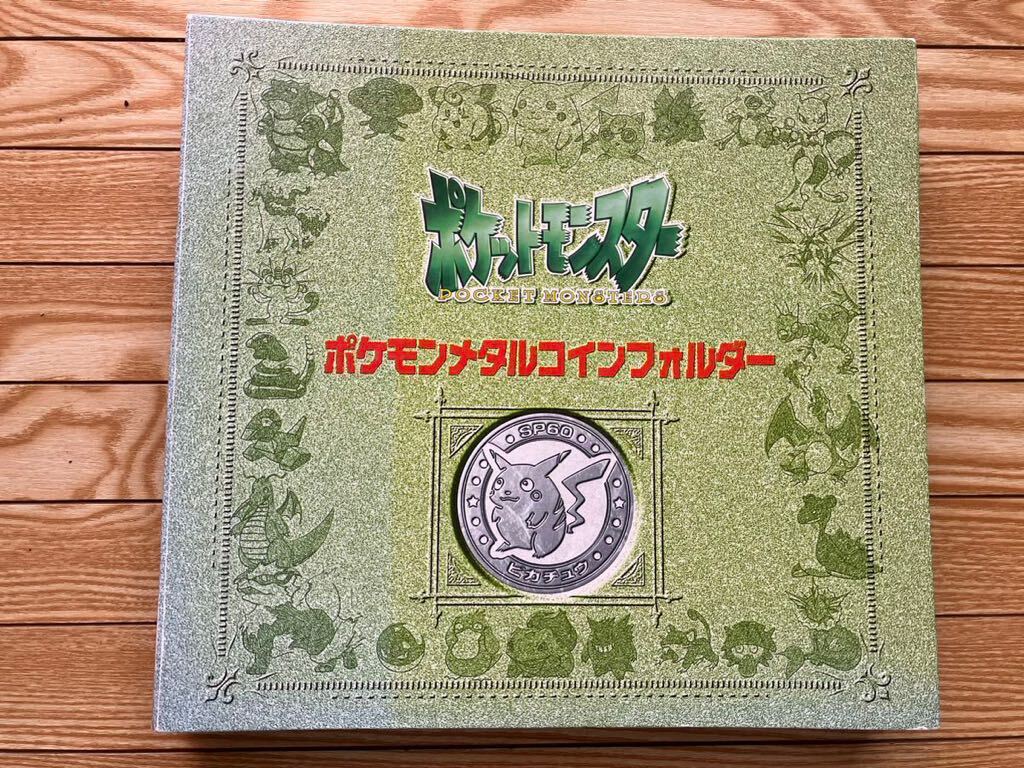 ポケットモンスター
POCKET MONSTERS
ポケモンメタルコインフォルダー
SP60
ピカチュウ